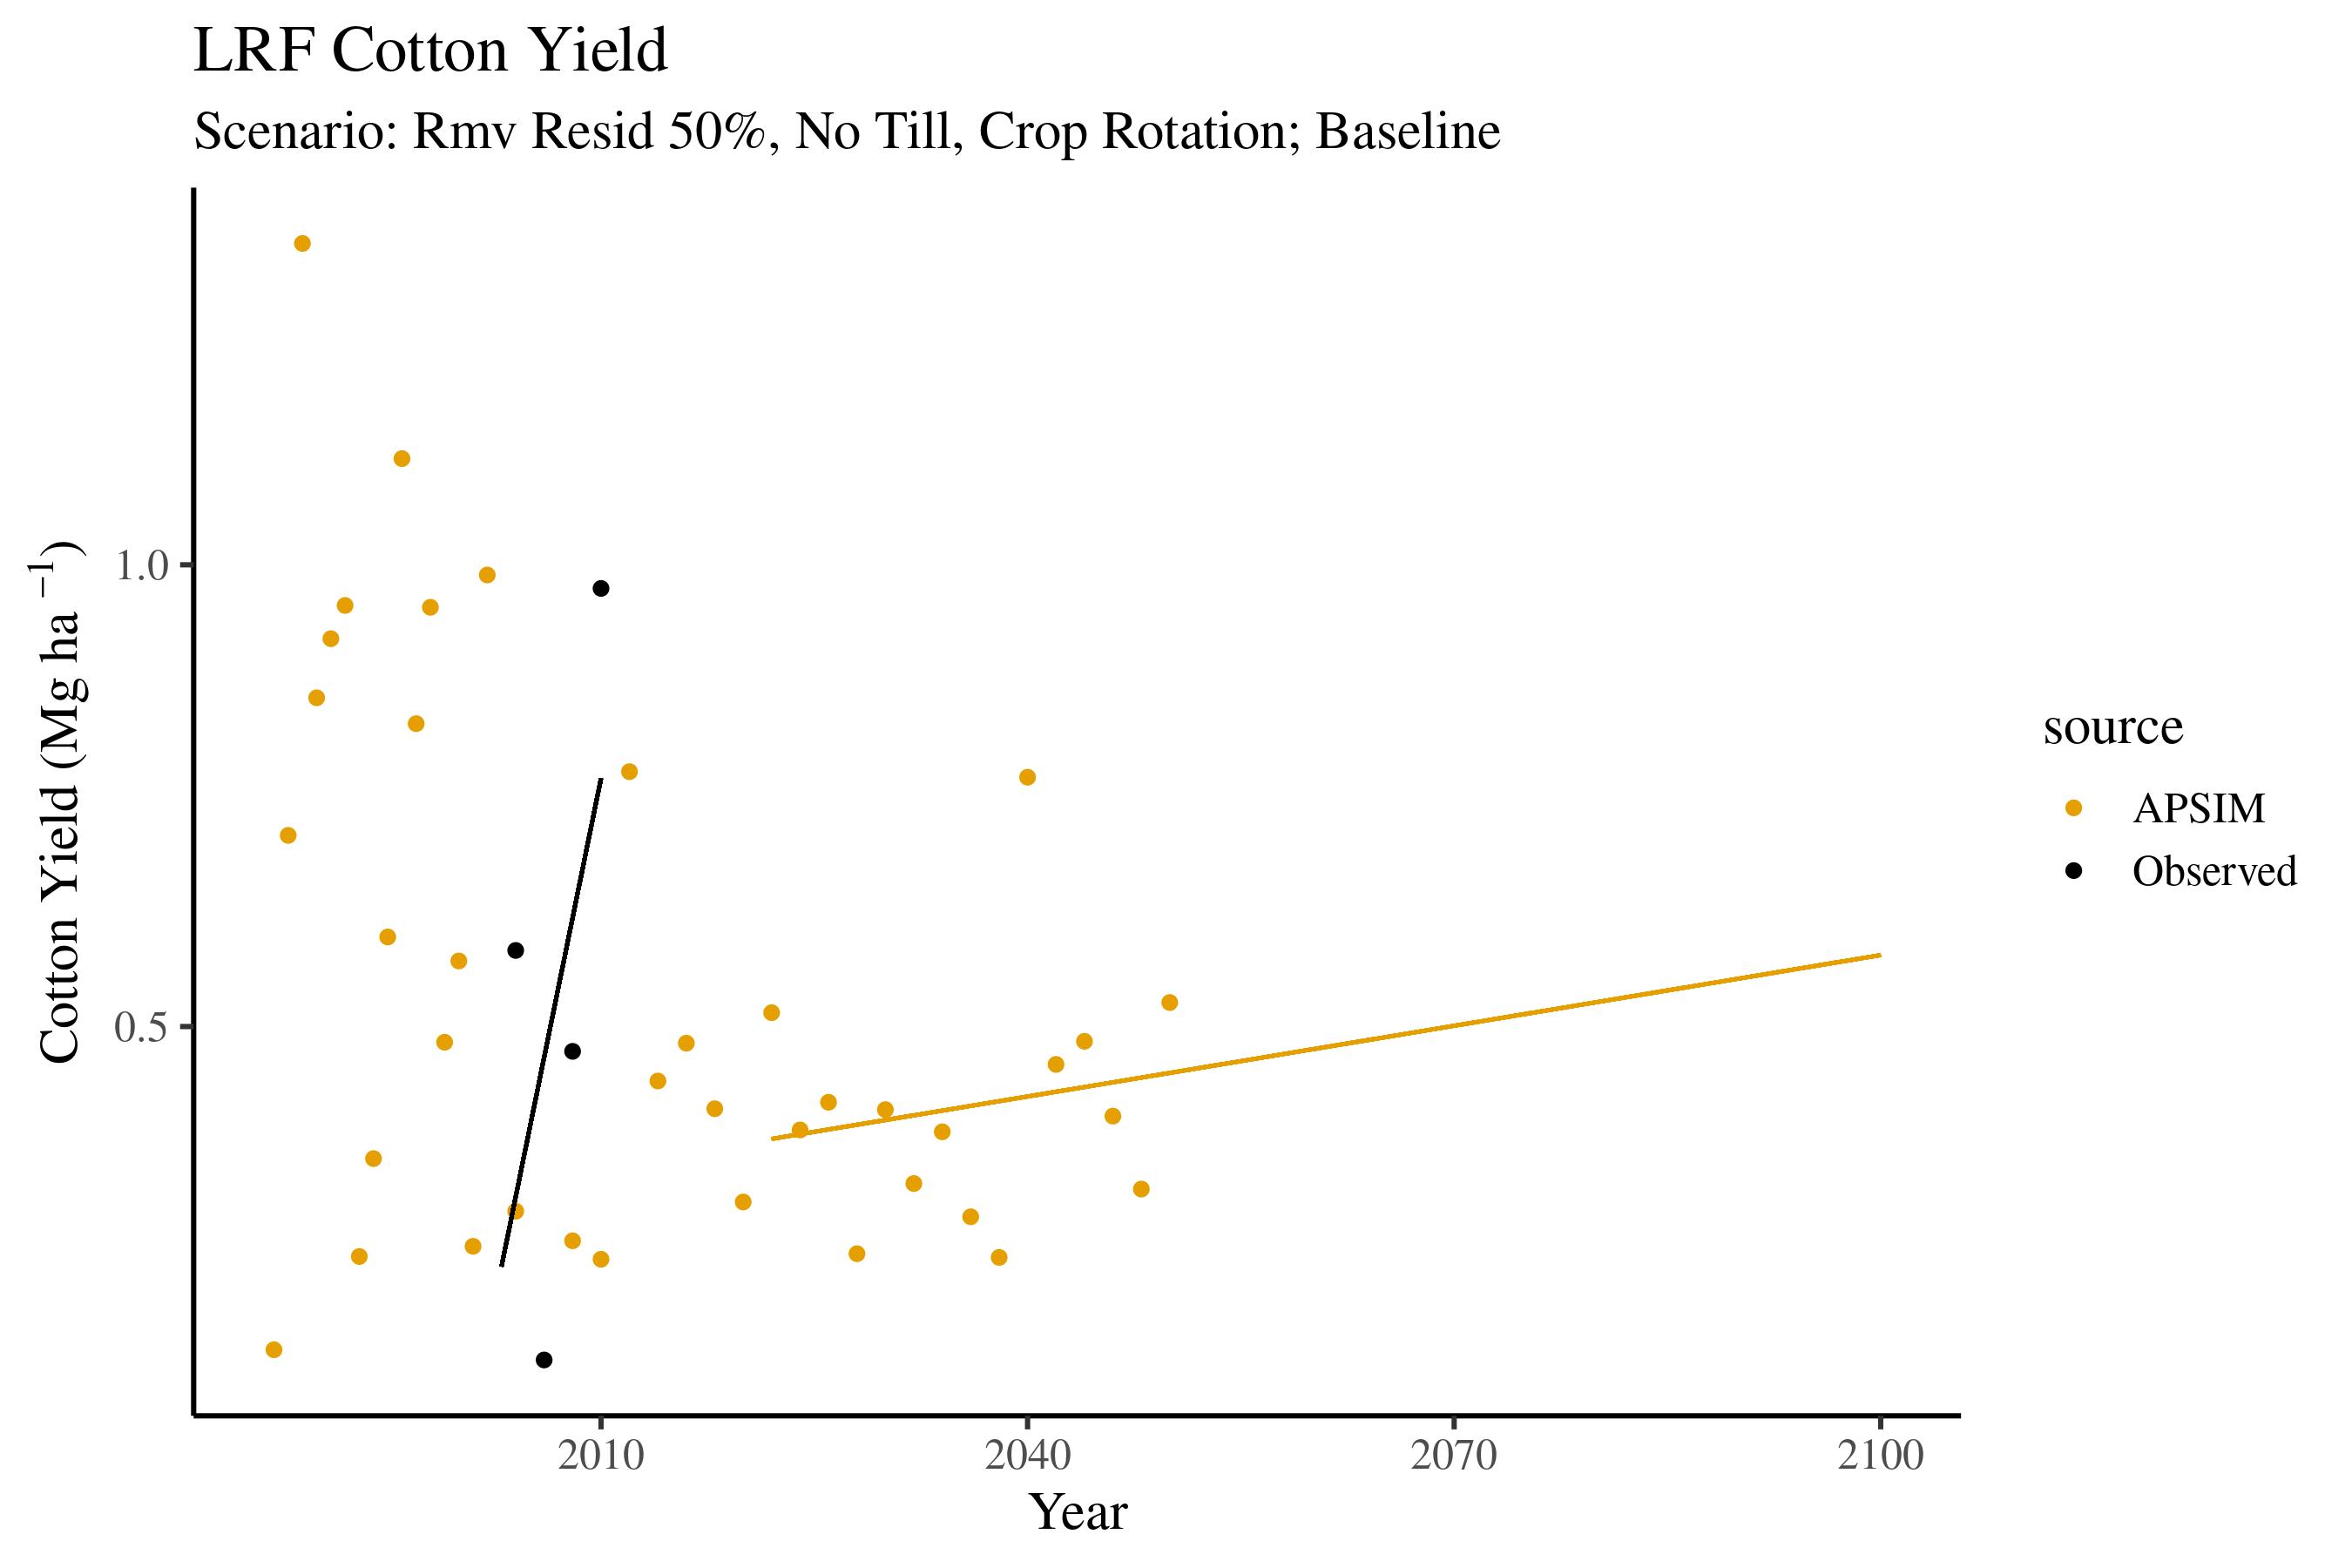 LRF Cotton Yield
Scenario: Rmv Resid 50%, No Till, Crop Rotation; Baseline
Cotton Yield (Mg ha⁻¹)
1.0
0.5
2010
2040
2070
2100
Year
source
APSIM
Observed